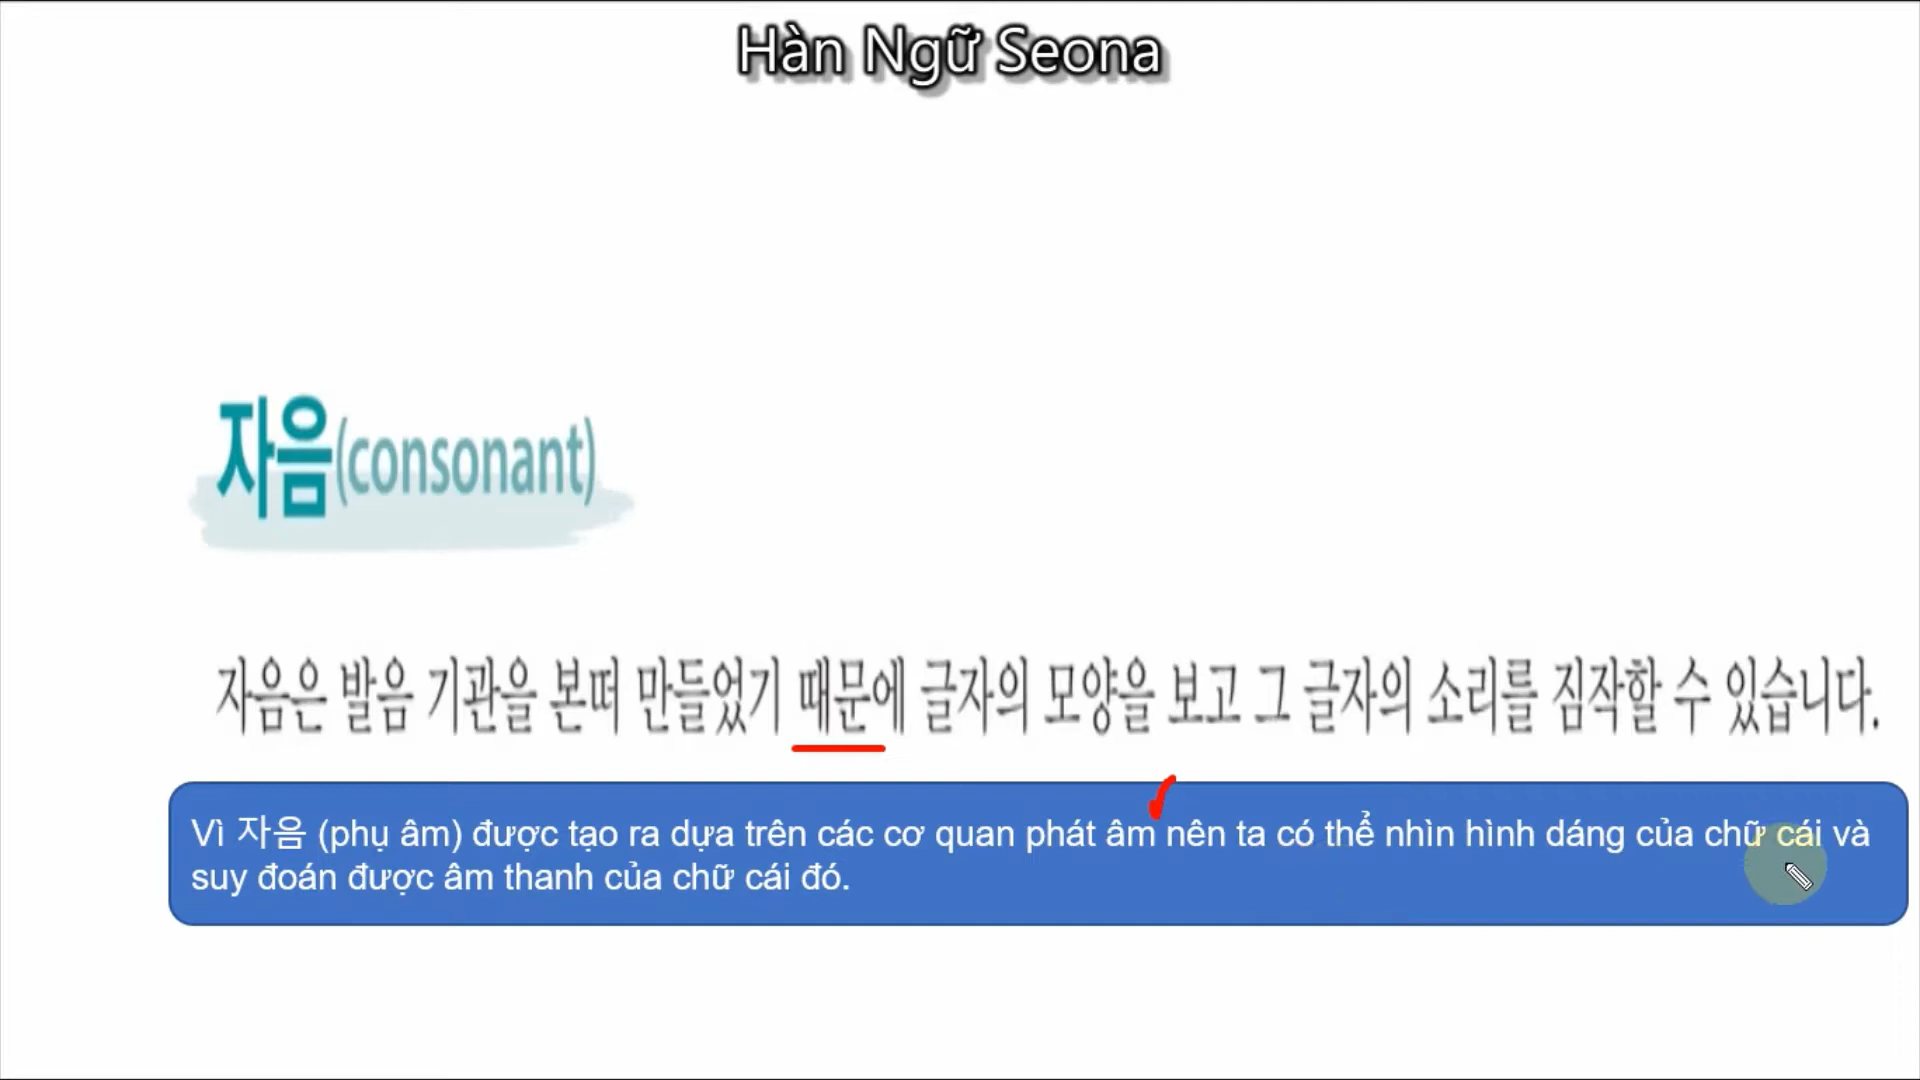 Hàn Ngữ Seona
자음(consonant)
자음은 발음 기관을 본떠 만들었기 때문에 글자의 모양을 보고 그 글자의 소리를 짐작할 수 있습니다.
Vì 자음 (phụ âm) được tạo ra dựa trên các cơ quan phát âm nên ta có thể nhìn hình dáng của chữ cái và
suy đoán được âm thanh của chữ cái đó.